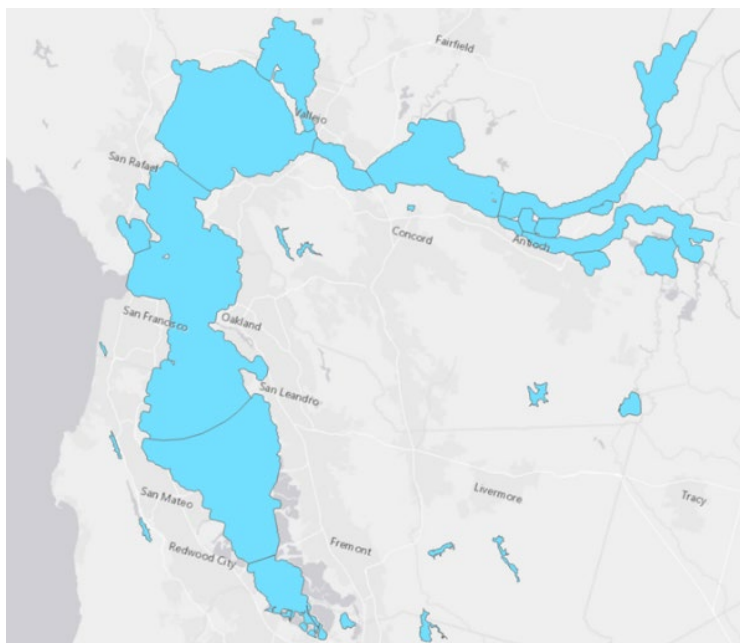 Fairfield
Vallejo
San Rafael
Concord
Antioch
San Francisco
Oakland
San Leandro
San Mateo
Livermore
Tracy
Redwood City
Fremont